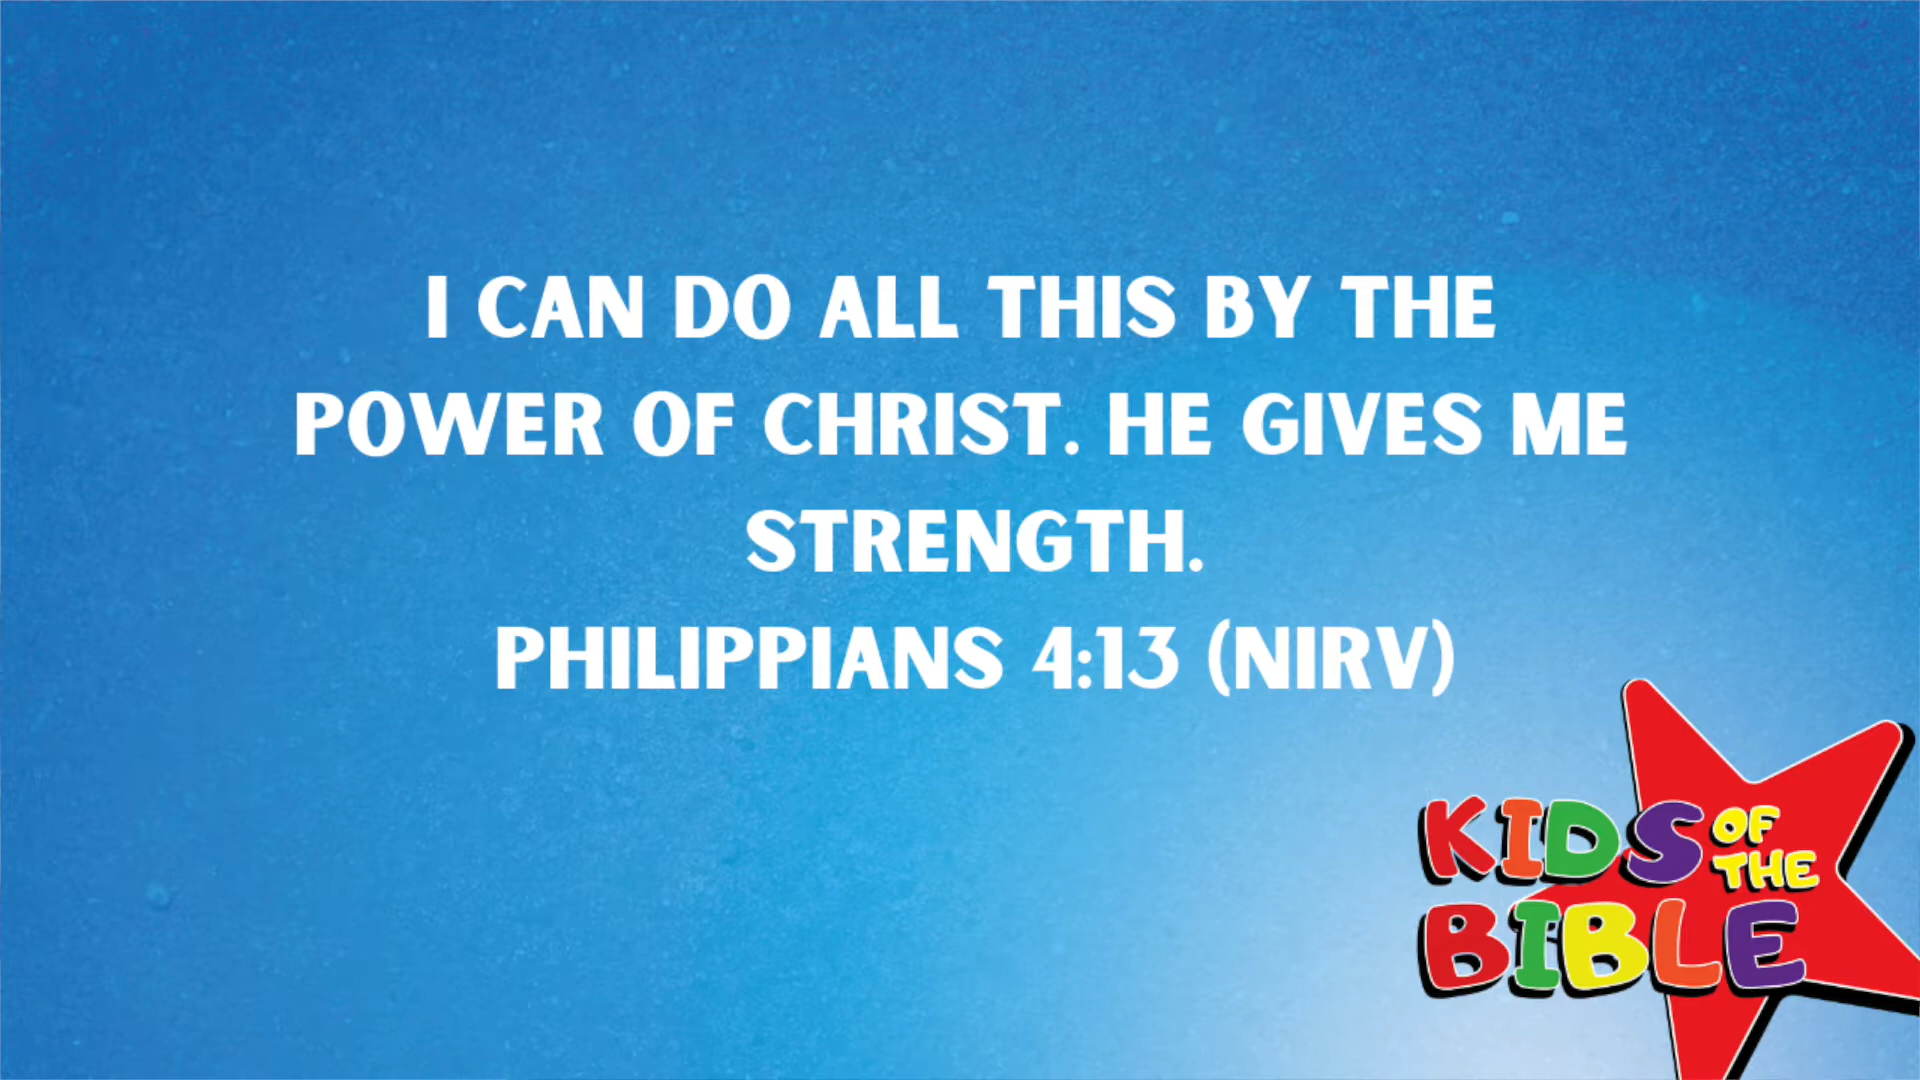 I CAN DO ALL THIS BY THE
POWER OF CHRIST. HE GIVES ME
STRENGTH.
PHILIPPIANS 4:13 (NIRV)
KIDS OF THE
BIBLE